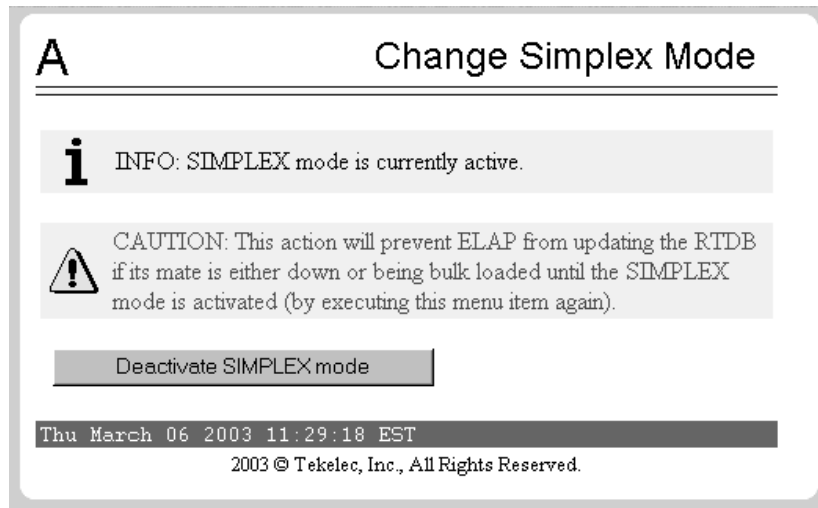 A
Change Simplex Mode
i
INFO: SIMPLEX mode is currently active.
CAUTION: This action will prevent ELAP from updating the RTDB
if its mate is either down or being bulk loaded until the SIMPLEX
mode is activated (by executing this menu item again).
Deactivate SIMPLEX mode
Thu March 06 2003 11:29:18 EST
2003 © Tekelec, Inc., All Rights Reserved.